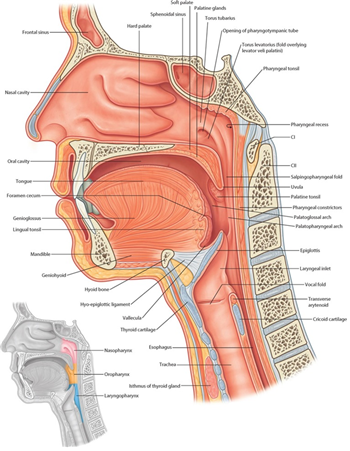 Soft palate
Sphenoidal sinus
Palatine glands
Torus tubarius
Hard palate
Opening of pharyngotympanic tube
Frontal sinus
Torus levatorius (fold overlying
levator veli palatini)
Pharyngeal tonsil
Nasal cavity
Pharyngeal recess
CI
Oral cavity
CII
Tongue
Salpingopharyngeal fold
Uvula
Foramen cecum
Palatine tonsil
Pharyngeal constrictors
Genioglossus
Palatoglossal arch
Lingual tonsil
Palatopharyngeal arch
Mandible
Epiglottis
Geniohyoid
Laryngeal inlet
Hyoid bone
Vocal fold
Hyo-epiglottic ligament
Transverse
arytenoid
Vallecula
Cricoid cartilage
Thyroid cartilage
Esophagus
Nasopharynx
Trachea
Oropharynx
Isthmus of thyroid gland
Laryngopharynx